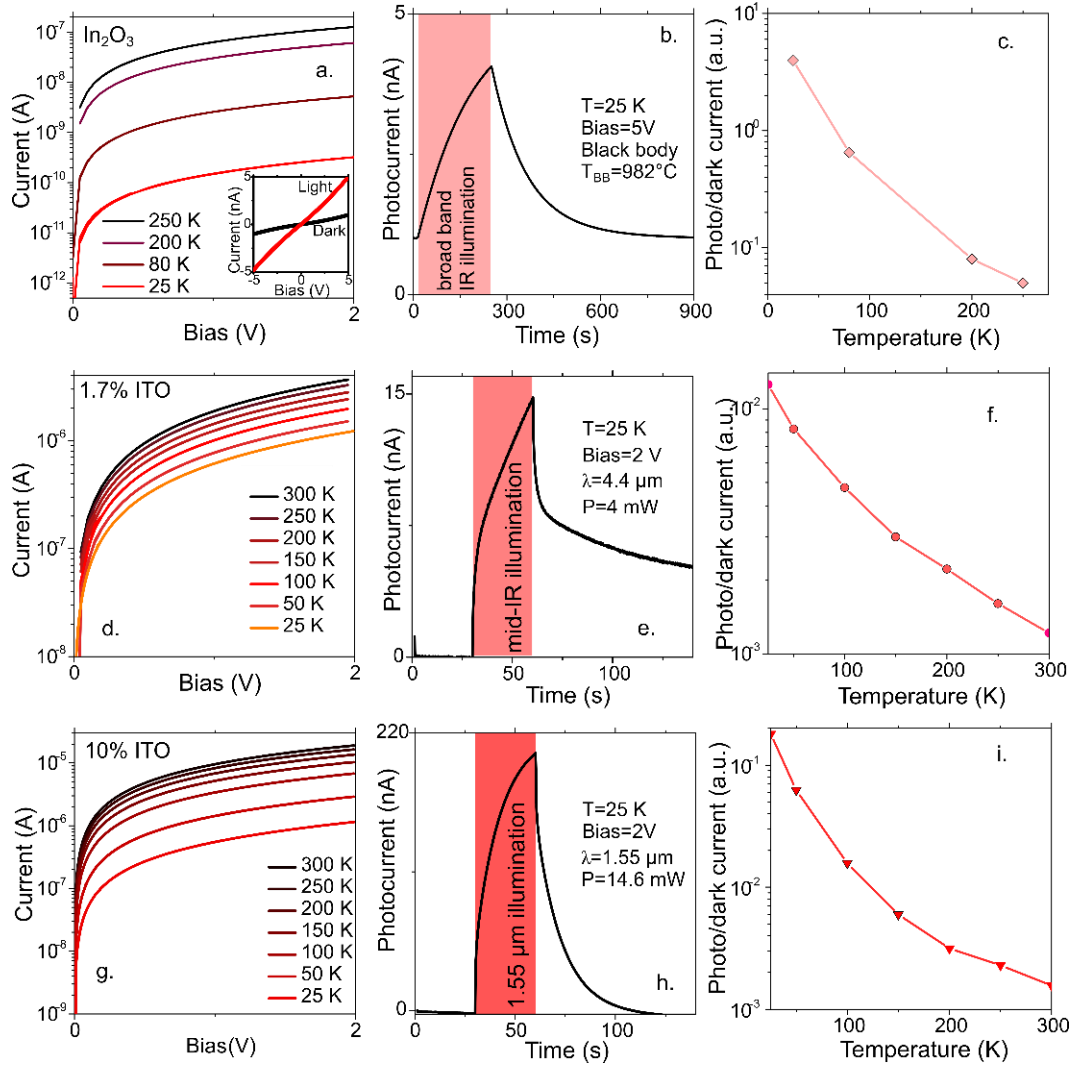 In₂O₃
a.
Current (A)
10⁻⁷
10⁻⁸
10⁻⁹
10⁻¹⁰
10⁻¹¹
10⁻¹²
250 K
200 K
80 K
25 K
Current (nA)
5
0
-5
Light
Dark
-5 0 5
Bias (V)
0 2
Bias (V)
b.
Photocurrent (nA)
5
0
broad band
IR illumination
T=25 K
Bias=5V
Black body
T_BB=982°C
0 150 300 450 600 750 900
Time (s)
c.
Photo/dark current (a.u.)
10¹
10⁰
10⁻¹
0 100 200
Temperature (K)
1.7% ITO
d.
Current (A)
10⁻⁶
10⁻⁷
10⁻⁸
300 K
250 K
200 K
150 K
100 K
50 K
25 K
0 2
Bias (V)
e.
Photocurrent (nA)
15
0
mid-IR illumination
T=25 K
Bias=2 V
λ=4.4 µm
P=4 mW
0 50 100
Time (s)
f.
Photo/dark current (a.u.)
10⁻²
10⁻³
100 200 300
Temperature (K)
10% ITO
g.
Current (A)
10⁻⁵
10⁻⁶
10⁻⁷
10⁻⁸
10⁻⁹
300 K
250 K
200 K
150 K
100 K
50 K
25 K
0 2
Bias(V)
h.
Photocurrent (nA)
220
0
1.55 µm illumination
T=25 K
Bias=2V
λ=1.55 µm
P=14.6 mW
0 50 100
Time (s)
i.
Photo/dark current (a.u.)
10⁻¹
10⁻²
10⁻³
100 200 300
Temperature (K)